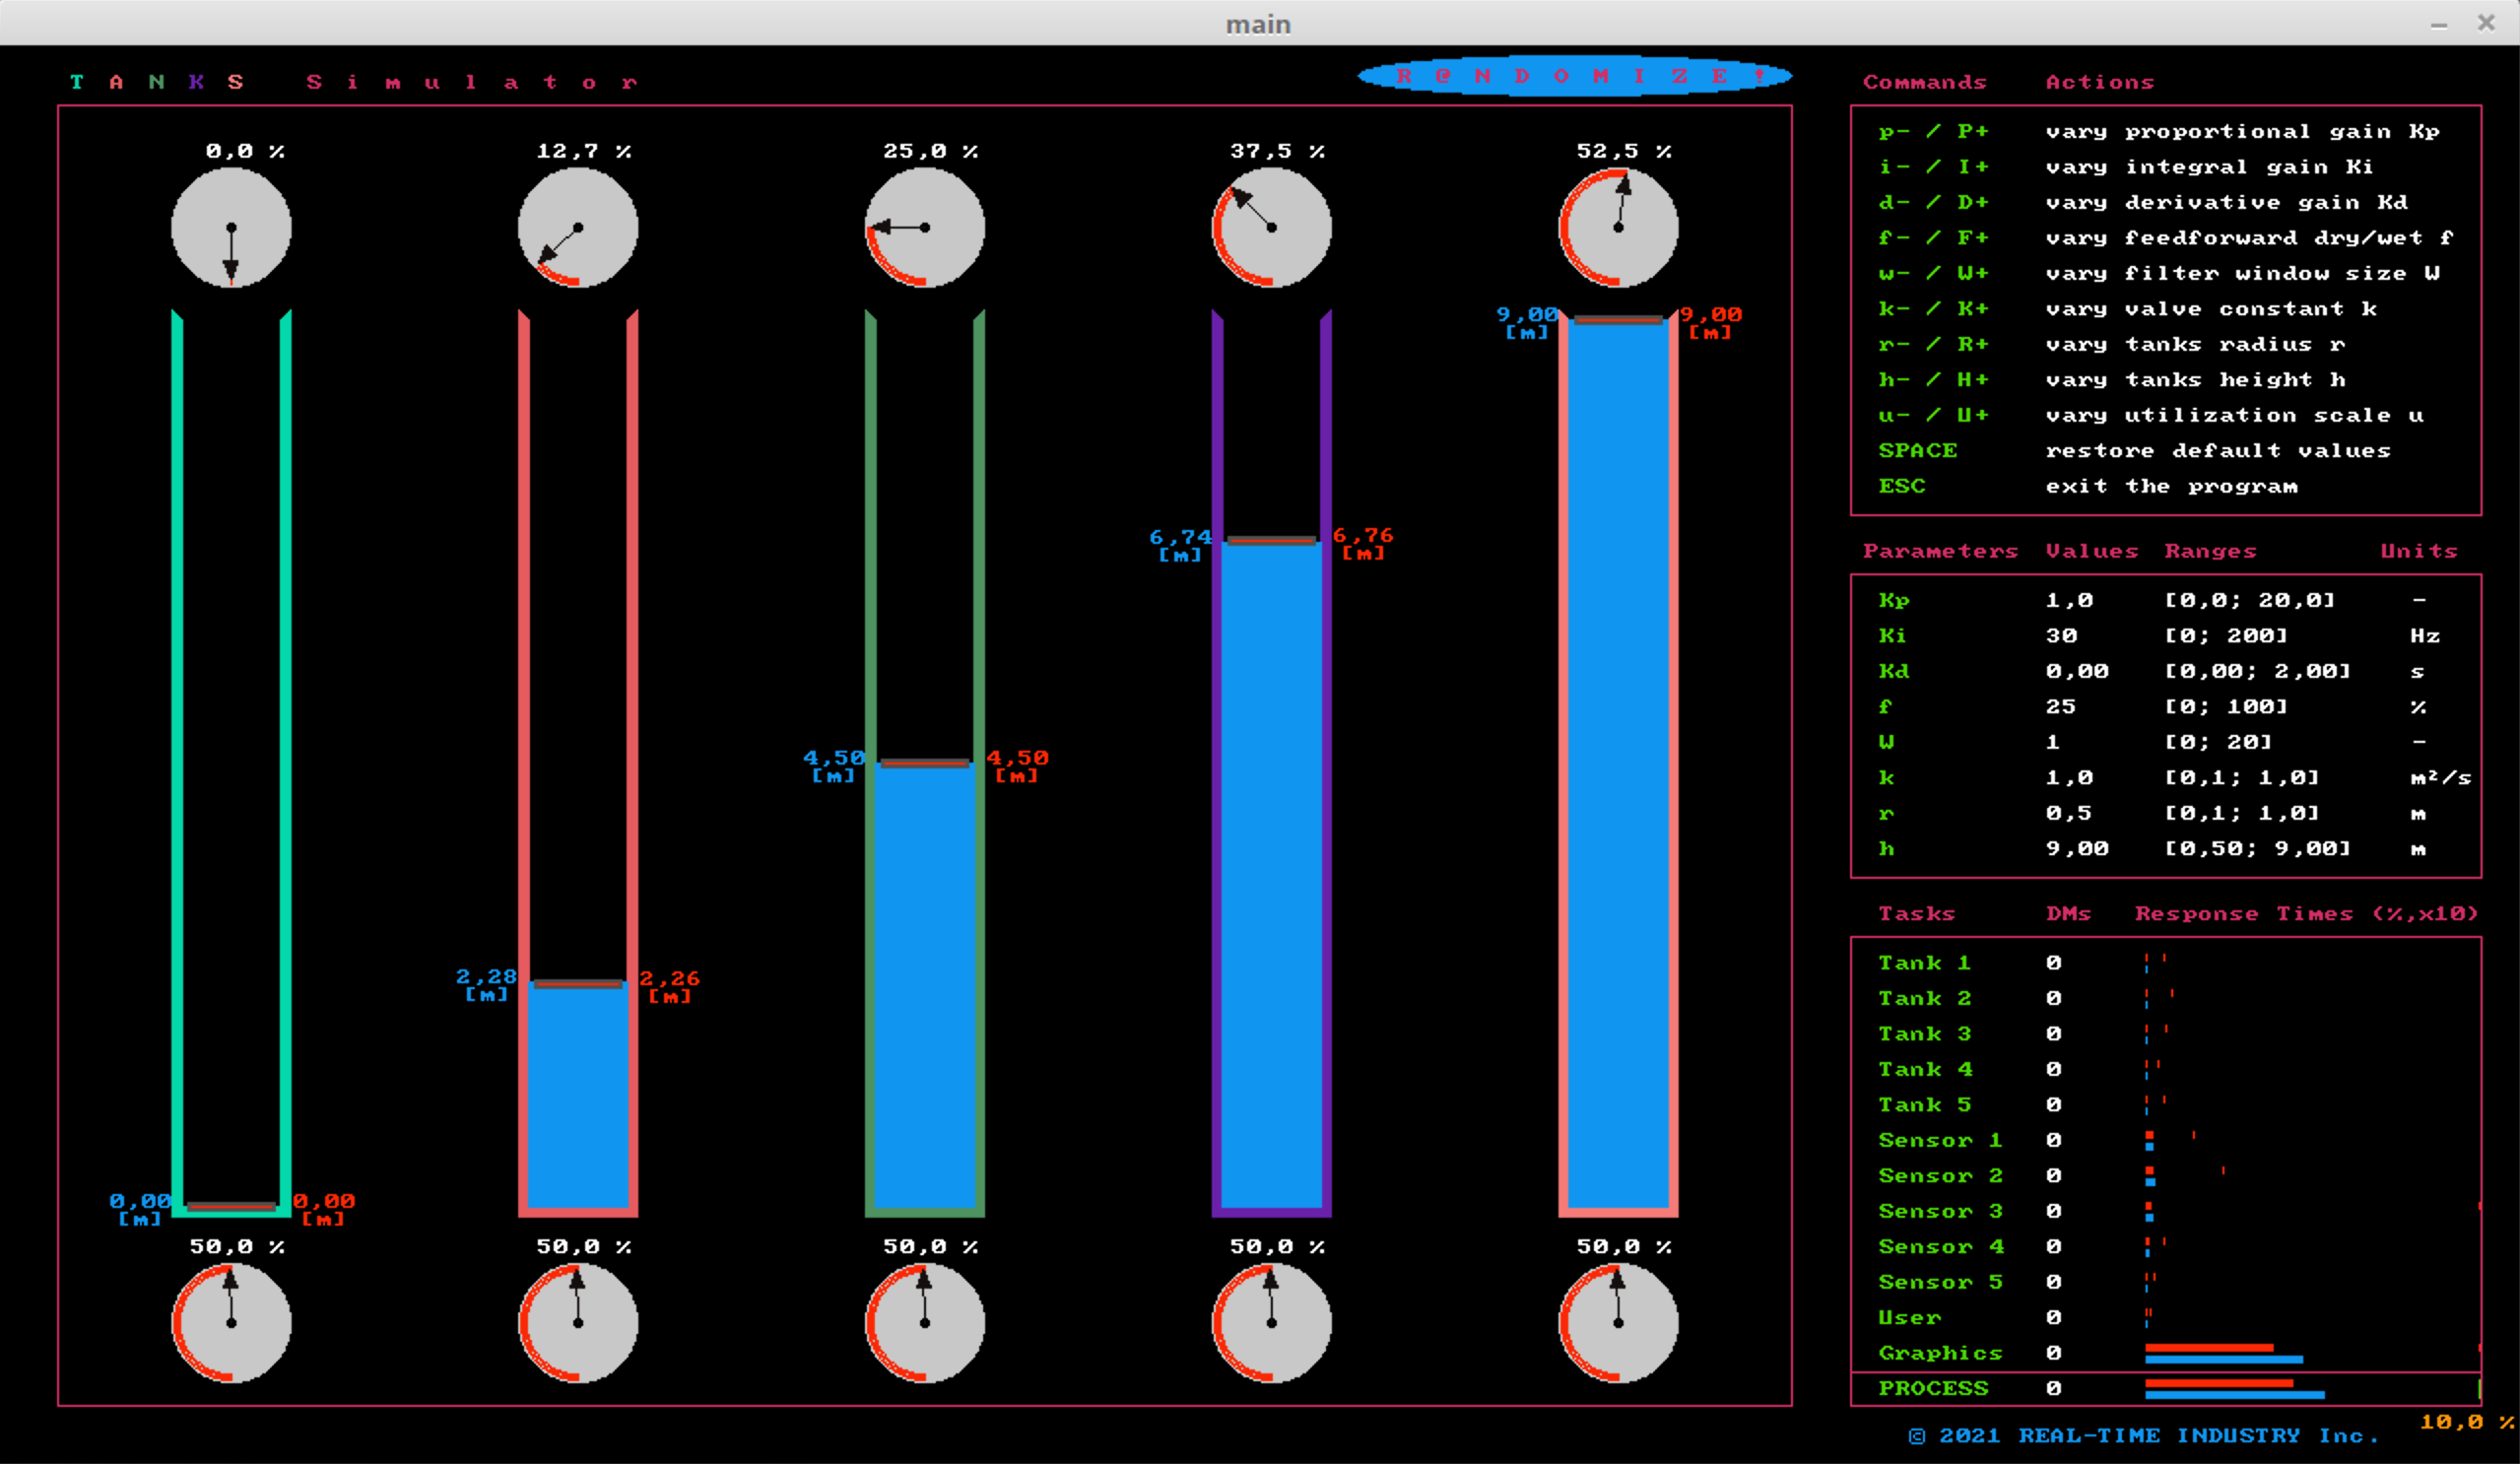 main
TANKS Simulator
R@NDOMIZE!
0,0 %
12,7 %
25,0 %
37,5 %
52,5 %
9,00
[m]
9,00
[m]
6,74
[m]
6,76
[m]
4,50
[m]
4,50
[m]
2,28
[m]
2,26
[m]
0,00
[m]
0,00
[m]
50,0 %
50,0 %
50,0 %
50,0 %
50,0 %
Commands Actions
p- / P+ vary proportional gain Kp
i- / I+ vary integral gain Ki
d- / D+ vary derivative gain Kd
f- / F+ vary feedforward dry/wet f
w- / W+ vary filter window size W
k- / K+ vary valve constant k
r- / R+ vary tanks radius r
h- / H+ vary tanks height h
u- / U+ vary utilization scale u
SPACE restore default values
ESC exit the program
Parameters Values Ranges Units
Kp 1,0 [0,0; 20,0] -
Ki 30 [0; 200] Hz
Kd 0,00 [0,00; 2,00] s
f 25 [0; 100] %
W 1 [0; 20] -
k 1,0 [0,1; 1,0] m²/s
r 0,5 [0,1; 1,0] m
h 9,00 [0,50; 9,00] m
Tasks DMs Response Times (%,x10)
Tank 1 0
Tank 2 0
Tank 3 0
Tank 4 0
Tank 5 0
Sensor 1 0
Sensor 2 0
Sensor 3 0
Sensor 4 0
Sensor 5 0
User 0
Graphics 0
PROCESS 0
10,0 %
© 2021 REAL-TIME INDUSTRY Inc.